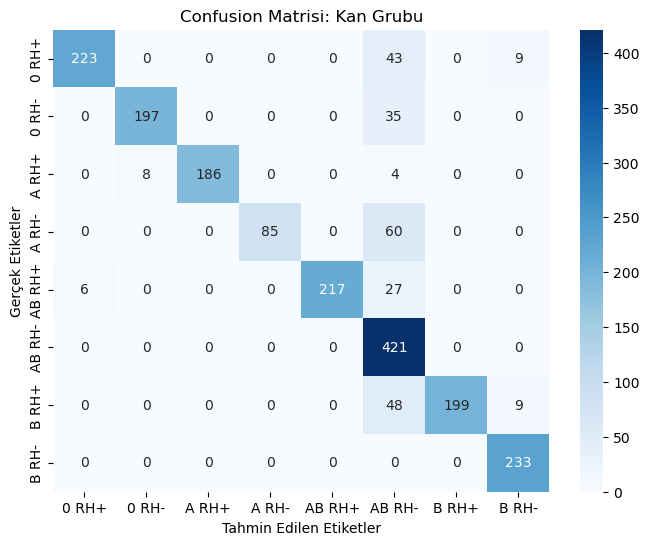 Confusion Matrisi: Kan Grubu
0 RH+ 223 0 0 0 0 43 0 9
0 RH- 0 197 0 0 0 35 0 0
A RH+ 0 8 186 0 0 4 0 0
A RH- 0 0 0 85 0 60 0 0
AB RH+ 6 0 0 0 217 27 0 0
AB RH- 0 0 0 0 0 421 0 0
B RH+ 0 0 0 0 0 48 199 9
B RH- 0 0 0 0 0 0 0 233
0 RH+ 0 RH- A RH+ A RH- AB RH+ AB RH- B RH+ B RH-
Tahmin Edilen Etiketler
Gerçek Etiketler
400
350
300
250
200
150
100
50
0